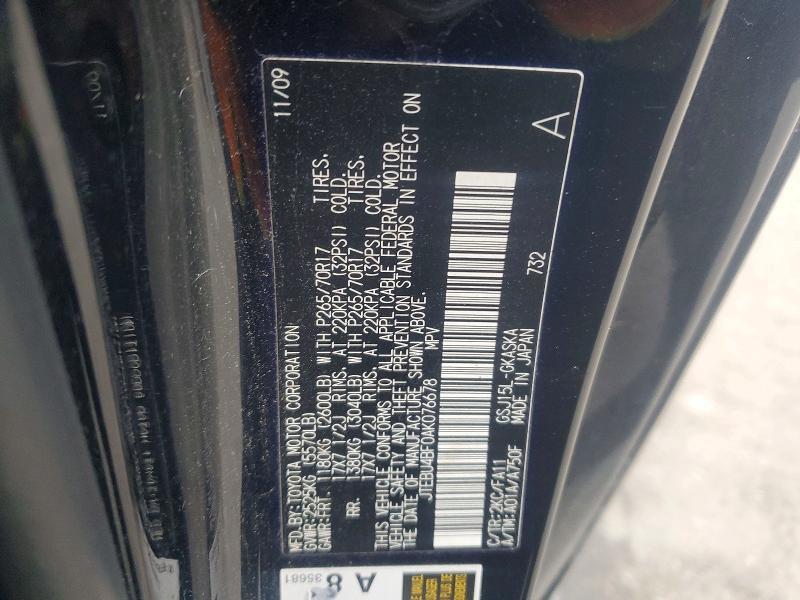 MFD.BY:TOYOTA MOTOR CORPORATION 11/09
GVWR:2525KG (5570LB)
GAWR:FRT. 1180KG (2600LB) WITH P265/70R17 TIRES.
17X7 1/2J RIMS. AT 220KPA (32PSI) COLD.
RR. 1380KG (3040LB) WITH P265/70R17 TIRES.
17X7 1/2J RIMS. AT 220KPA (32PSI) COLD.
THIS VEHICLE CONFORMS TO ALL APPLICABLE FEDERAL MOTOR
VEHICLE SAFETY AND THEFT PREVENTION STANDARDS IN EFFECT ON
THE DATE OF MANUFACTURE SHOWN ABOVE.
JTEBU4BF0AK076678 MPV
C/TR:2KC/FA11 GSJ15L-GKASKA
A/TM:A01A/A750F MADE IN JAPAN 732 A
A 8
35681